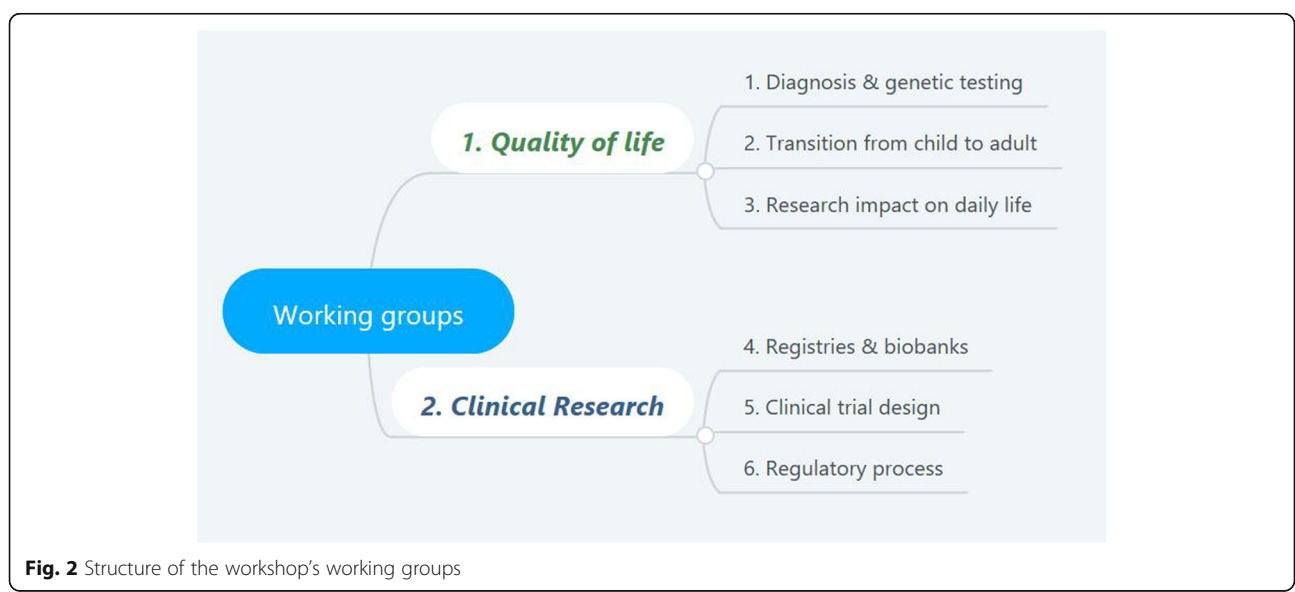 1. Quality of life
1. Diagnosis & genetic testing
2. Transition from child to adult
3. Research impact on daily life
Working groups
2. Clinical Research
4. Registries & biobanks
5. Clinical trial design
6. Regulatory process
Fig. 2 Structure of the workshop’s working groups